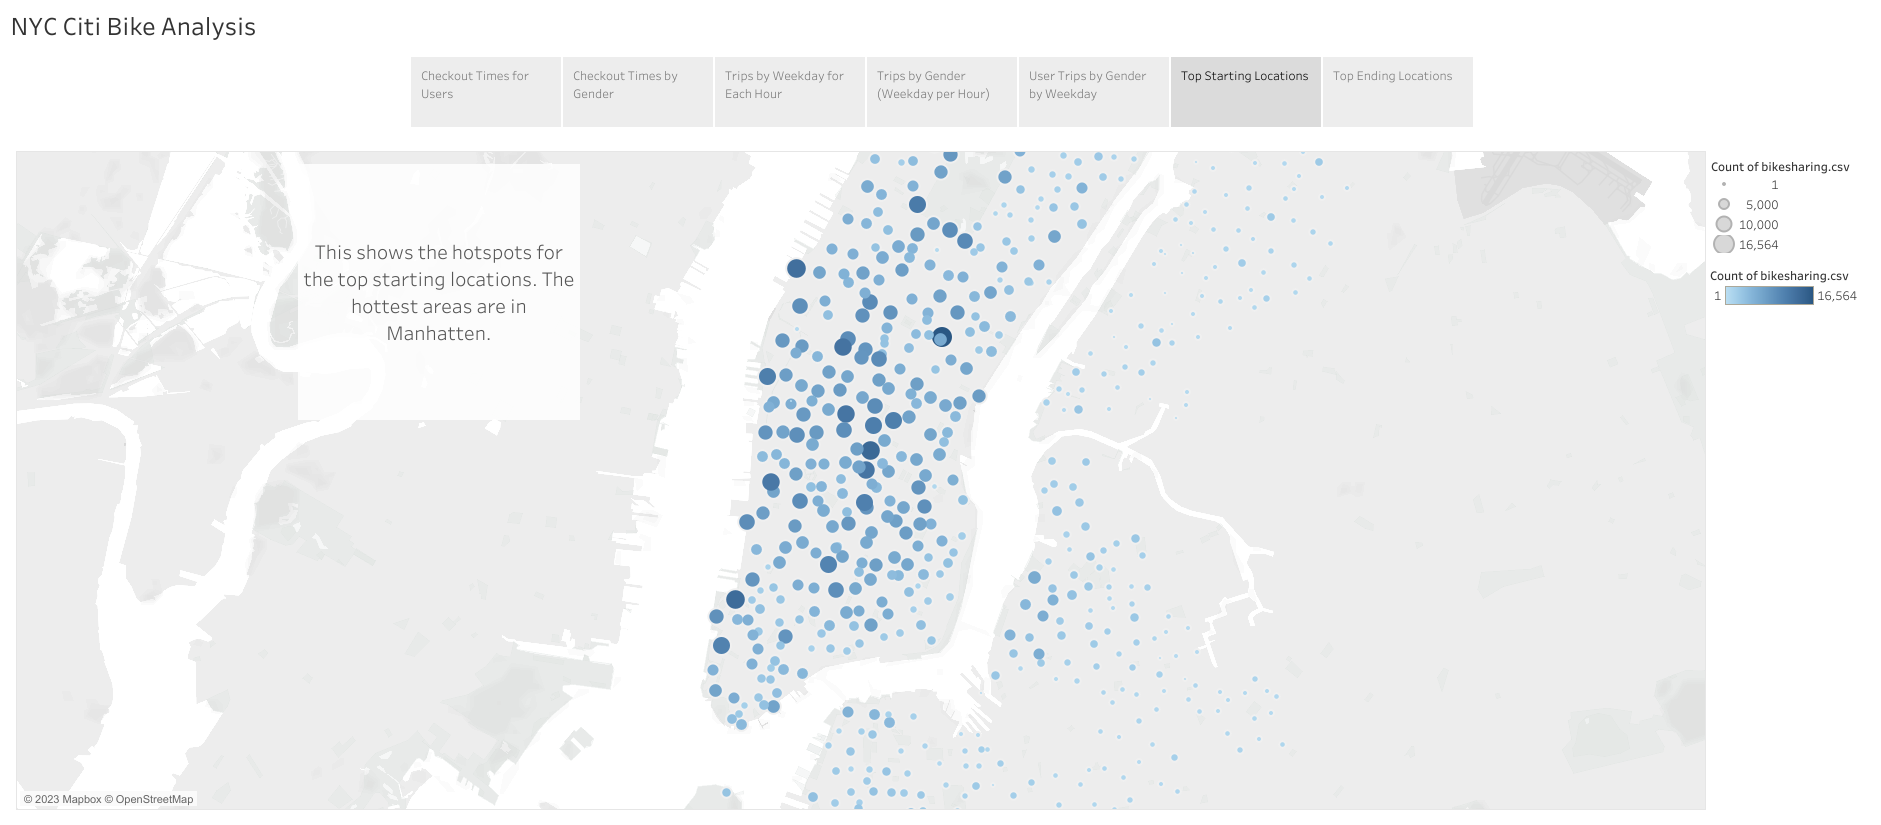 NYC Citi Bike Analysis
Checkout Times for
Users
Checkout Times by
Gender
Trips by Weekday for
Each Hour
Trips by Gender
(Weekday per Hour)
User Trips by Gender
by Weekday
Top Starting Locations
Top Ending Locations
This shows the hotspots for
the top starting locations. The
hottest areas are in
Manhatten.
Count of bikesharing.csv
1
5,000
10,000
16,564
Count of bikesharing.csv
1 16,564
© 2023 Mapbox © OpenStreetMap